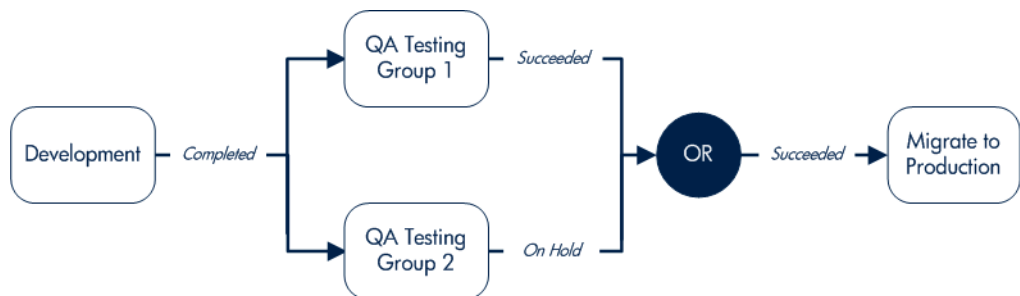 Development
Completed
QA Testing
Group 1
Succeeded
QA Testing
Group 2
On Hold
OR
Succeeded
Migrate to
Production